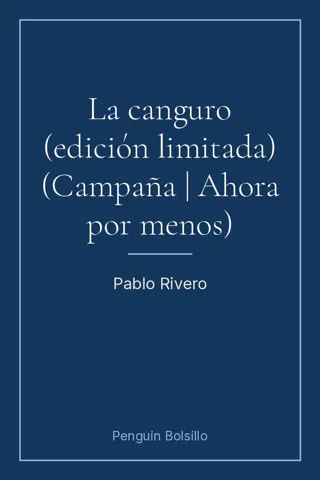 La canguro
(edición limitada)
(Campaña | Ahora
por menos)
Pablo Rivero
Penguin Bolsillo